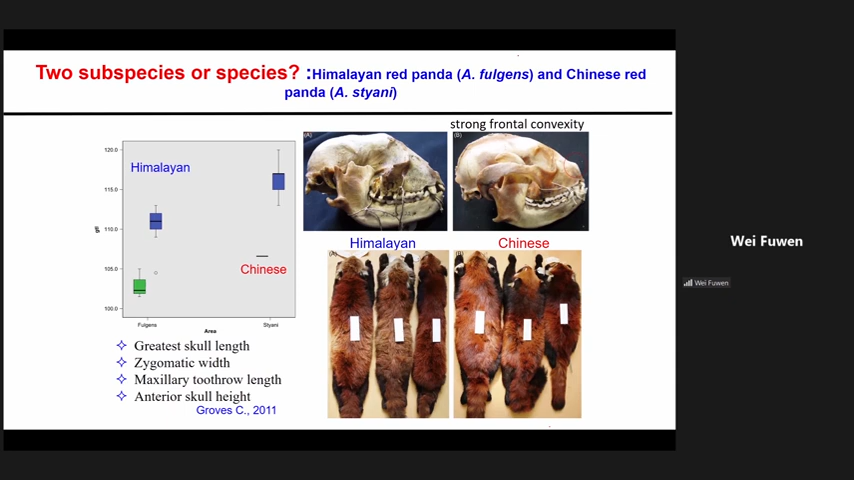 Two subspecies or species? :Himalayan red panda (A. fulgens) and Chinese red
panda (A. styani)
strong frontal convexity
(A)
(B)
120.0
Himalayan
115.0
110.0
105.0
Chinese
100.0
Fulgens
Styani
Area
Himalayan
Chinese
(A)
Greatest skull length
Zygomatic width
Maxillary toothrow length
Anterior skull height
Groves C., 2011
Wei Fuwen
Wei Fuwen